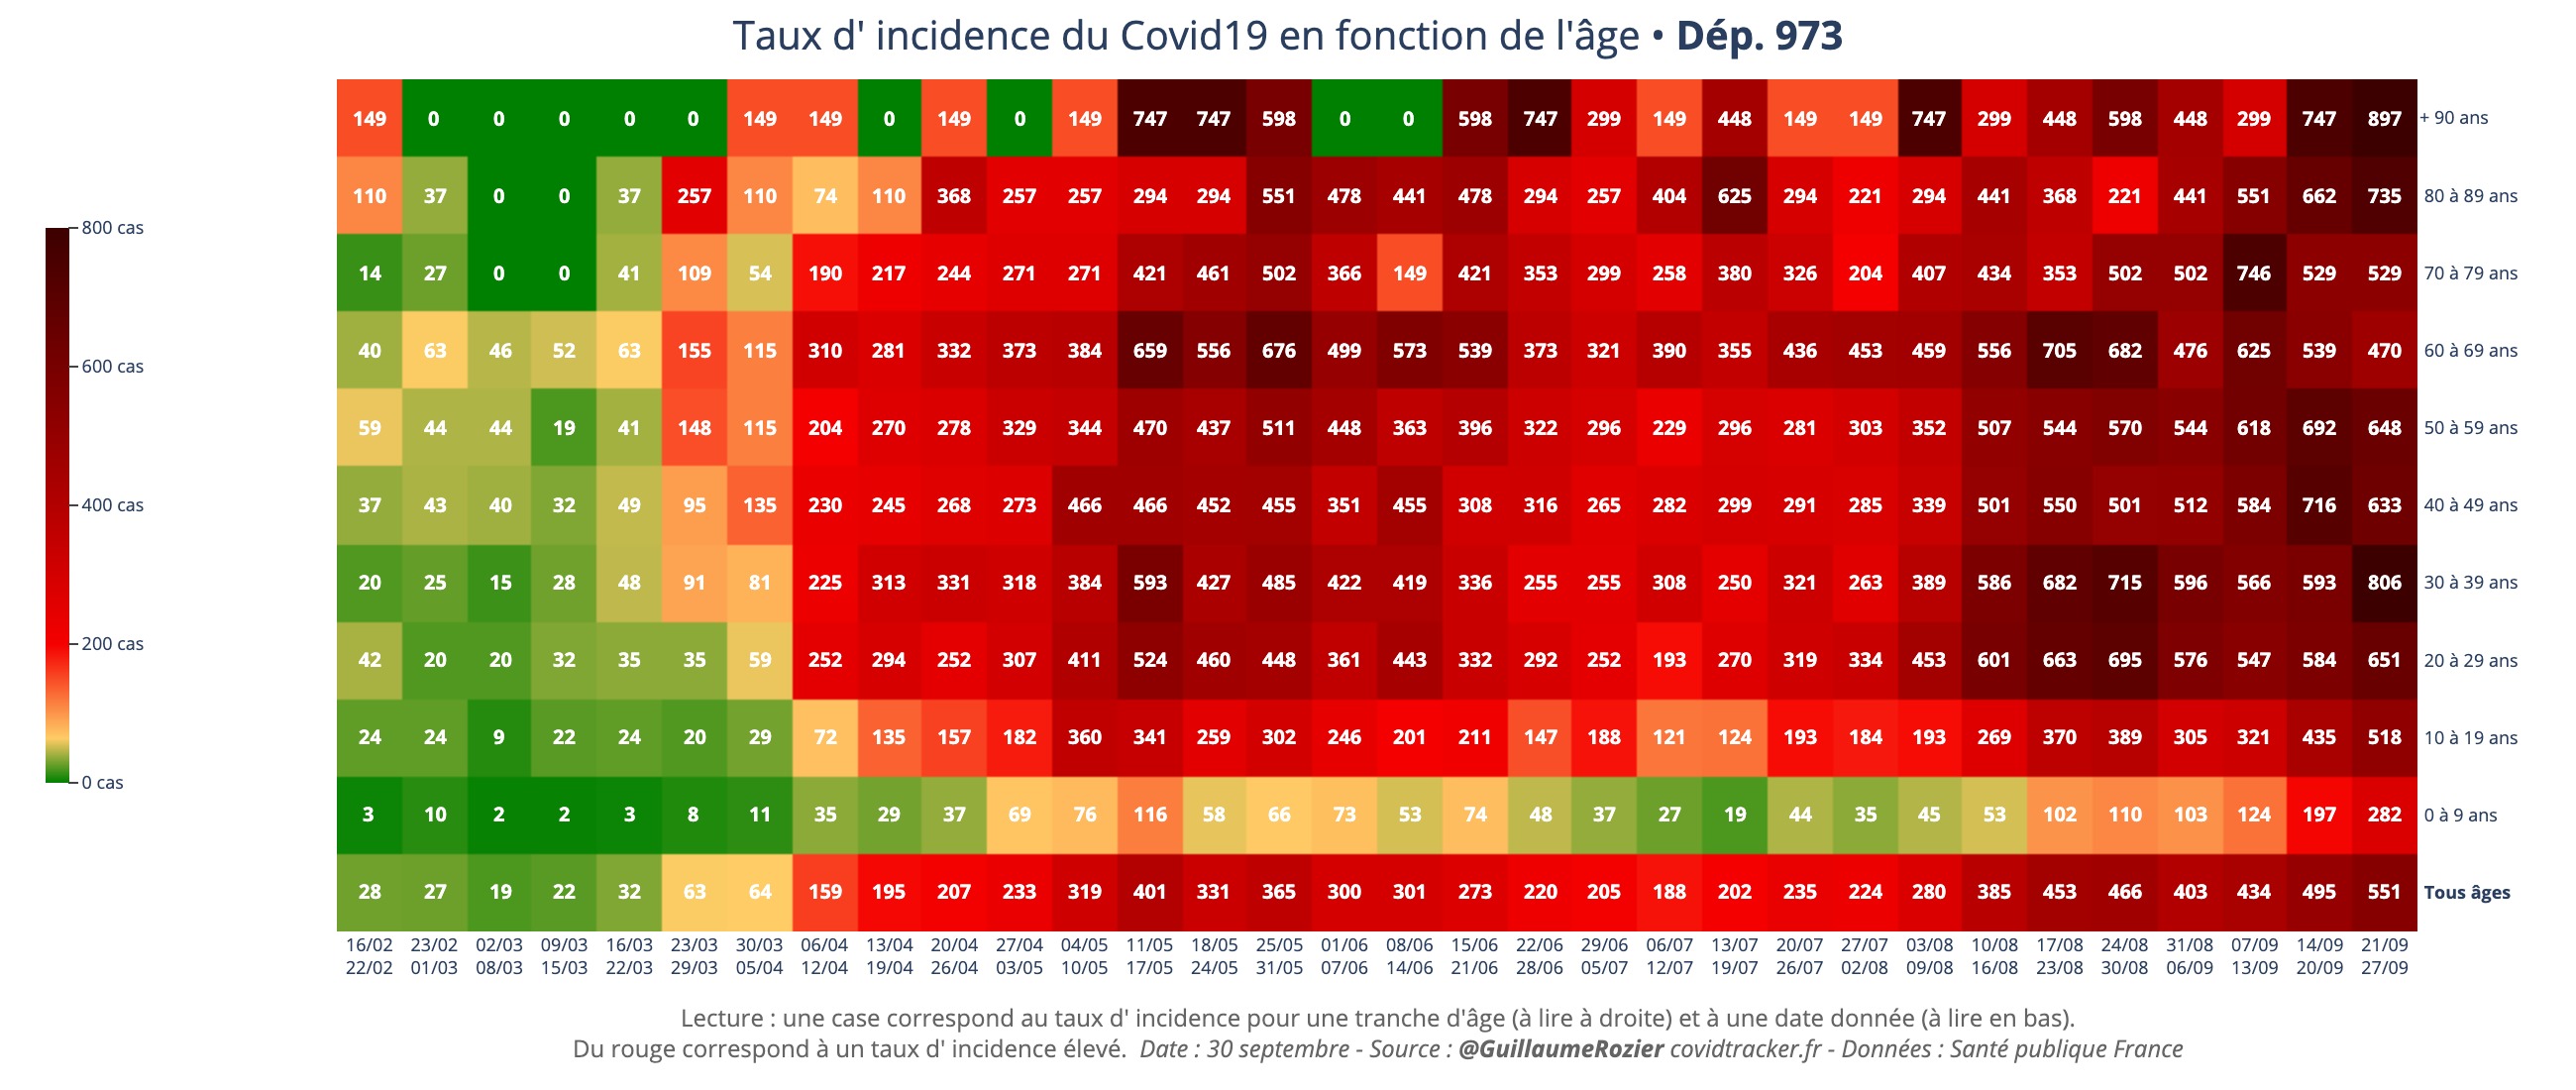 Taux d' incidence du Covid19 en fonction de l'âge • Dép. 973
800 cas
600 cas
400 cas
200 cas
0 cas
149 0 0 0 0 0 149 149 0 149 0 149 747 747 598 0 0 598 747 299 149 448 149 149 747 299 448 598 448 299 747 897 + 90 ans
110 37 0 0 37 257 110 74 110 368 257 257 294 294 551 478 441 478 294 257 404 625 294 221 294 441 368 221 441 551 662 735 80 à 89 ans
14 27 0 0 41 109 54 190 217 244 271 271 421 461 502 366 149 421 353 299 258 380 326 204 407 434 353 502 502 746 529 529 70 à 79 ans
40 63 46 52 63 155 115 310 281 332 373 384 659 556 676 499 573 539 373 321 390 355 436 453 459 556 705 682 476 625 539 470 60 à 69 ans
59 44 44 19 41 148 115 204 270 278 329 344 470 437 511 448 363 396 322 296 229 296 281 303 352 507 544 570 544 618 692 648 50 à 59 ans
37 43 40 32 49 95 135 230 245 268 273 466 466 452 455 351 455 308 316 265 282 299 291 285 339 501 550 501 512 584 716 633 40 à 49 ans
20 25 15 28 48 91 81 225 313 331 318 384 593 427 485 422 419 336 255 255 308 250 321 263 389 586 682 715 596 566 593 806 30 à 39 ans
42 20 20 32 35 35 59 252 294 252 307 411 524 460 448 361 443 332 292 252 193 270 319 334 453 601 663 695 576 547 584 651 20 à 29 ans
24 24 9 22 24 20 29 72 135 157 182 360 341 259 302 246 201 211 147 188 121 124 193 184 193 269 370 389 305 321 435 518 10 à 19 ans
3 10 2 2 3 8 11 35 29 37 69 76 116 58 66 73 53 74 48 37 27 19 44 35 45 53 102 110 103 124 197 282 0 à 9 ans
28 27 19 22 32 63 64 159 195 207 233 319 401 331 365 300 301 273 220 205 188 202 235 224 280 385 453 466 403 434 495 551 Tous âges
16/02 23/02 02/03 09/03 16/03 23/03 30/03 06/04 13/04 20/04 27/04 04/05 11/05 18/05 25/05 01/06 08/06 15/06 22/06 29/06 06/07 13/07 20/07 27/07 03/08 10/08 17/08 24/08 31/08 07/09 14/09 21/09
22/02 01/03 08/03 15/03 22/03 29/03 05/04 12/04 19/04 26/04 03/05 10/05 17/05 24/05 31/05 07/06 14/06 21/06 28/06 05/07 12/07 19/07 26/07 02/08 09/08 16/08 23/08 30/08 06/09 13/09 20/09 27/09
Lecture : une case correspond au taux d' incidence pour une tranche d'âge (à lire à droite) et à une date donnée (à lire en bas).
Du rouge correspond à un taux d' incidence élevé. Date : 30 septembre - Source : @GuillaumeRozier covidtracker.fr - Données : Santé publique France